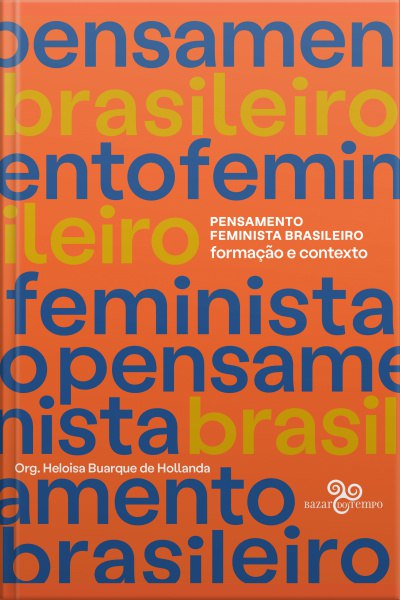 pensamen
brasileiro
entofemin
ileiro
PENSAMENTO
FEMINISTA BRASILEIRO
formação e contexto
feminista
opensame
nistabrasil
Org. Heloisa Buarque de Hollanda
amento
BAZAR DO TEMPO
brasileiro